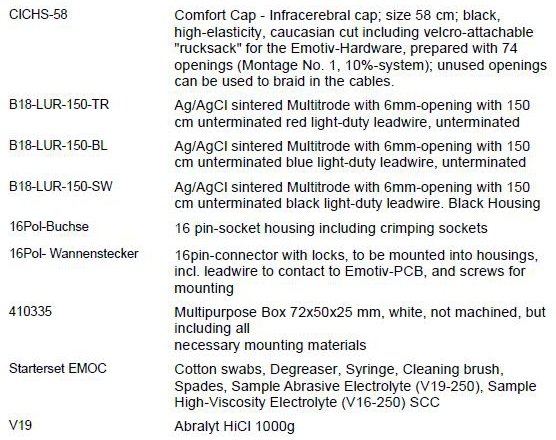 CICHS-58 Comfort Cap - Infracerebral cap; size 58 cm; black,
high-elasticity, caucasian cut including velcro-attachable
"rucksack" for the Emotiv-Hardware, prepared with 74
openings (Montage No. 1, 10%-system); unused openings
can be used to braid in the cables.
B18-LUR-150-TR Ag/AgCl sintered Multitrode with 6mm-opening with 150
cm unterminated red light-duty leadwire, unterminated
B18-LUR-150-BL Ag/AgCl sintered Multitrode with 6mm-opening with 150
cm unterminated blue light-duty leadwire, unterminated
B18-LUR-150-SW Ag/AgCl sintered Multitrode with 6mm-opening with 150
cm unterminated black light-duty leadwire. Black Housing
16Pol-Buchse 16 pin-socket housing including crimping sockets
16Pol- Wannenstecker 16pin-connector with locks, to be mounted into housings,
incl. leadwire to contact to Emotiv-PCB, and screws for
mounting
410335 Multipurpose Box 72x50x25 mm, white, not machined, but
including all
necessary mounting materials
Starterset EMOC Cotton swabs, Degreaser, Syringe, Cleaning brush,
Spades, Sample Abrasive Electrolyte (V19-250), Sample
High-Viscosity Electrolyte (V16-250) SCC
V19 Abralyt HiCl 1000g